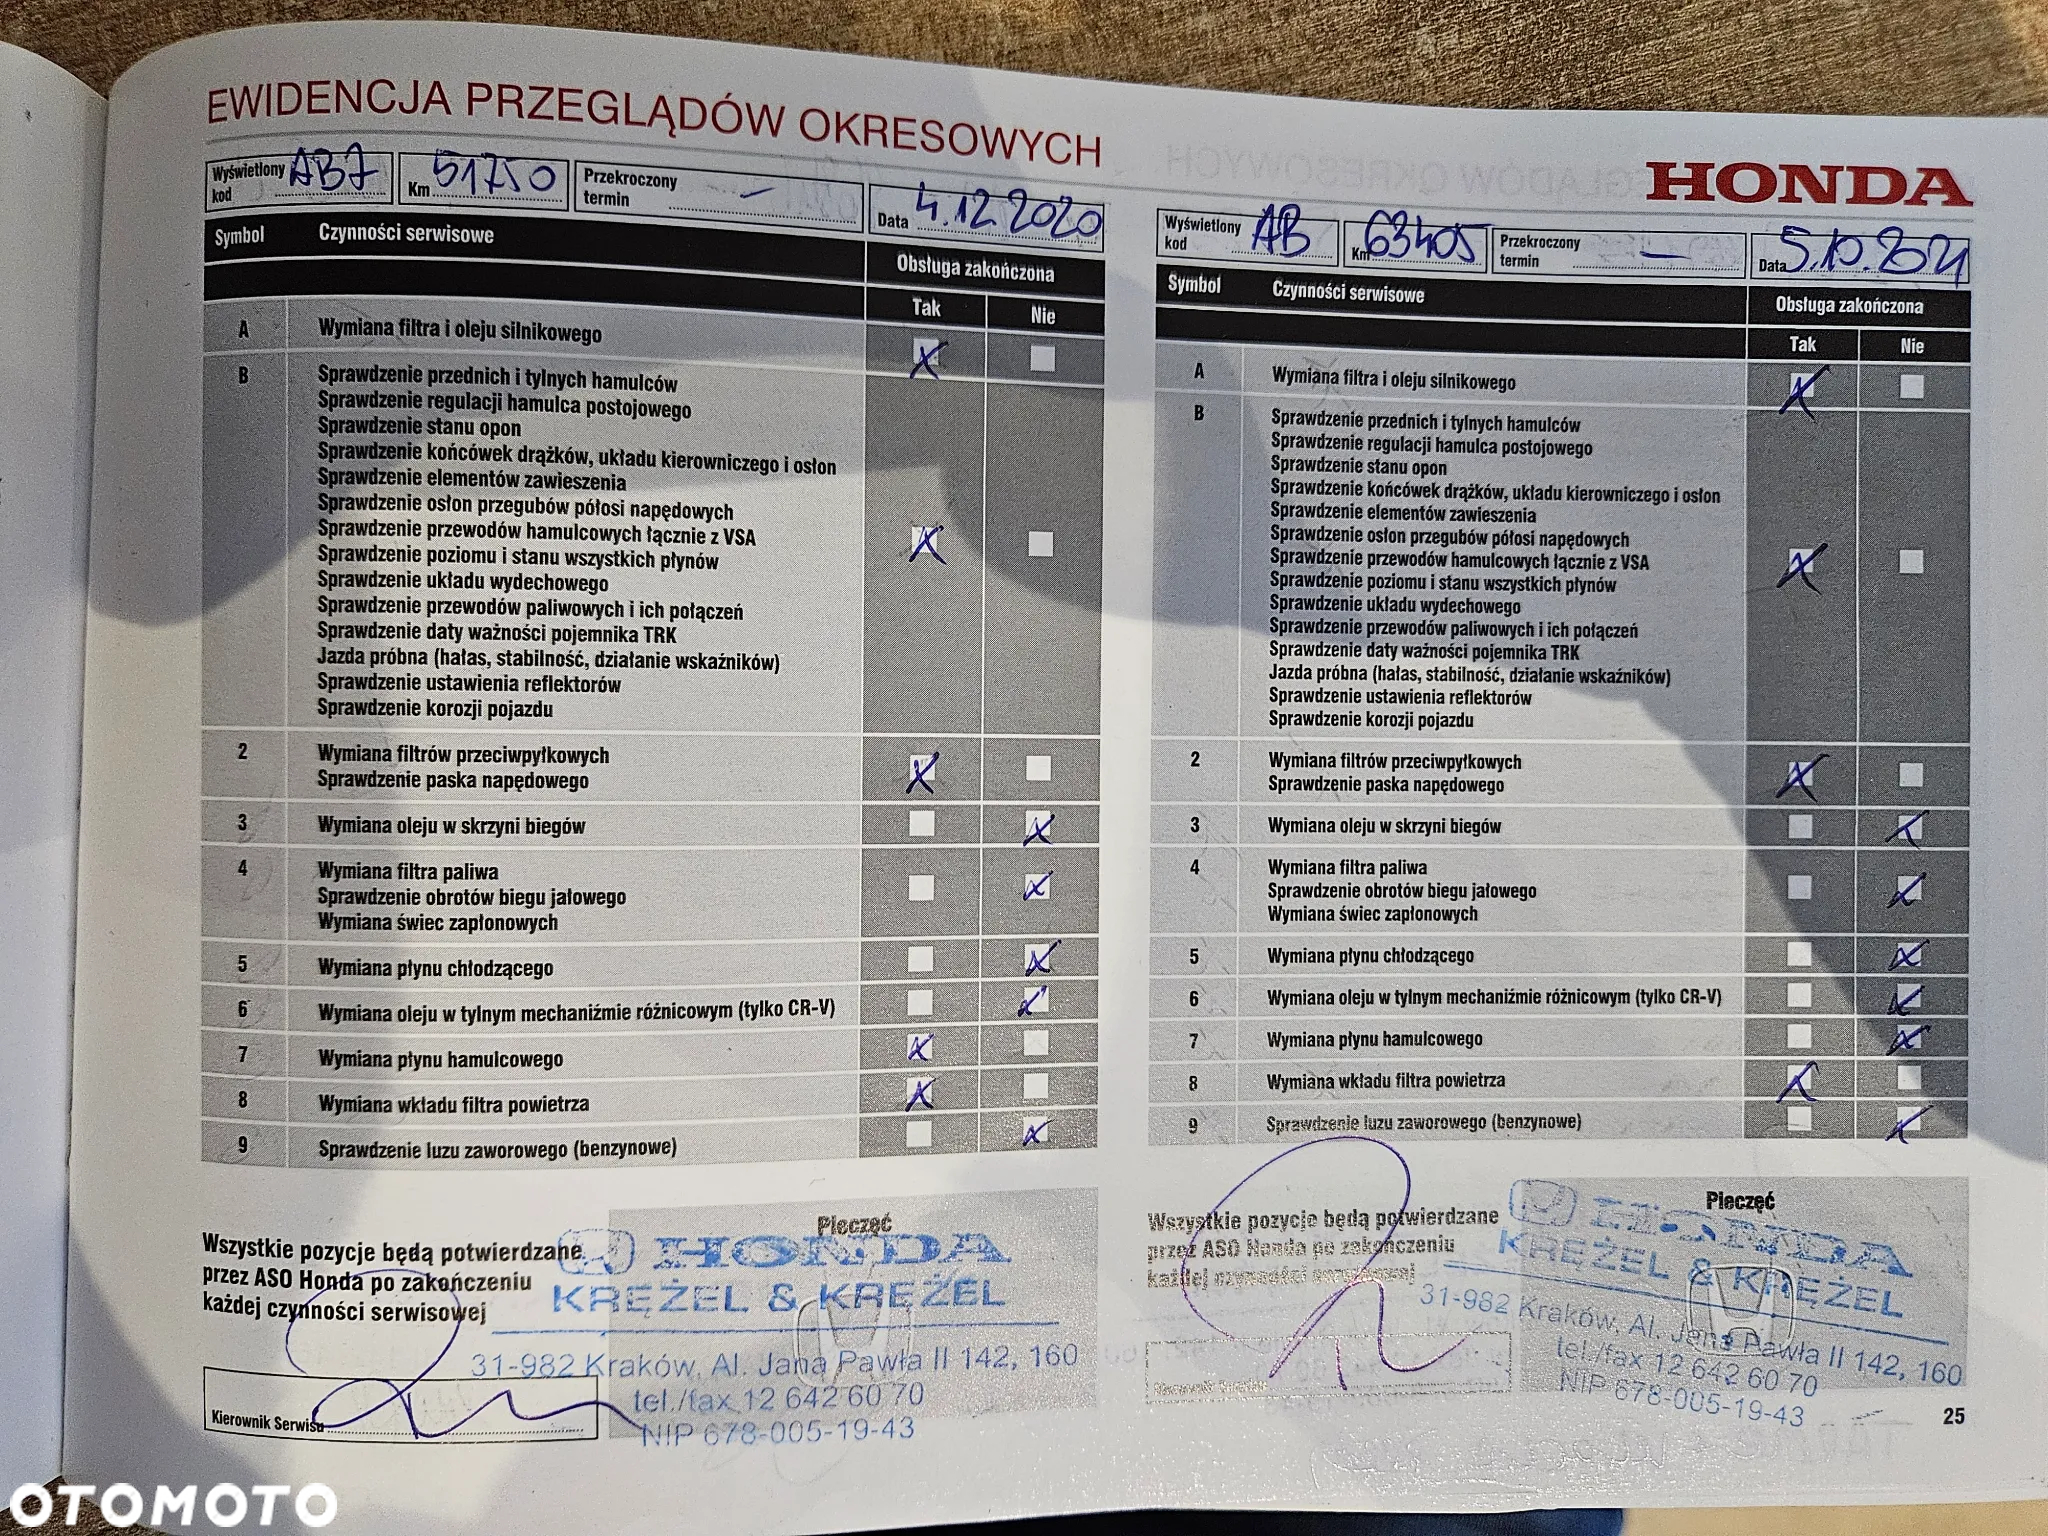 EWIDENCJA PRZEGLĄDÓW OKRESOWYCH
HONDA
Wyświetlony kod AB7
Km 51750
Przekroczony termin —
Data 4.12.2020
Symbol Czynności serwisowe Obsługa zakończona
Tak Nie
A Wymiana filtra i oleju silnikowego
B Sprawdzenie przednich i tylnych hamulców
Sprawdzenie regulacji hamulca postojowego
Sprawdzenie stanu opon
Sprawdzenie końcówek drążków, układu kierowniczego i osłon
Sprawdzenie elementów zawieszenia
Sprawdzenie osłon przegubów półosi napędowych
Sprawdzenie przewodów hamulcowych łącznie z VSA
Sprawdzenie poziomu i stanu wszystkich płynów
Sprawdzenie układu wydechowego
Sprawdzenie przewodów paliwowych i ich połączeń
Sprawdzenie daty ważności pojemnika TRK
Jazda próbna (hałas, stabilność, działanie wskaźników)
Sprawdzenie ustawienia reflektorów
Sprawdzenie korozji pojazdu
2 Wymiana filtrów przeciwpyłkowych
Sprawdzenie paska napędowego
3 Wymiana oleju w skrzyni biegów
4 Wymiana filtra paliwa
Sprawdzenie obrotów biegu jałowego
Wymiana świec zapłonowych
5 Wymiana płynu chłodzącego
6 Wymiana oleju w tylnym mechaniźmie różnicowym (tylko CR-V)
7 Wymiana płynu hamulcowego
8 Wymiana wkładu filtra powietrza
9 Sprawdzenie luzu zaworowego (benzynowe)
Wszystkie pozycje będą potwierdzane
przez ASO Honda po zakończeniu
każdej czynności serwisowej
Kierownik Serwisu
Pieczęć
HONDA
KRĘŻEL & KRĘŻEL
31-982 Kraków, Al. Jana Pawła II 142, 160
tel./fax 12 642 60 70
NIP 678-005-19-43
Wyświetlony kod AB
Km 63405
Przekroczony termin —
Data 5.10.2021
Symbol Czynności serwisowe Obsługa zakończona
Tak Nie
A Wymiana filtra i oleju silnikowego
B Sprawdzenie przednich i tylnych hamulców
Sprawdzenie regulacji hamulca postojowego
Sprawdzenie stanu opon
Sprawdzenie końcówek drążków, układu kierowniczego i osłon
Sprawdzenie elementów zawieszenia
Sprawdzenie osłon przegubów półosi napędowych
Sprawdzenie przewodów hamulcowych łącznie z VSA
Sprawdzenie poziomu i stanu wszystkich płynów
Sprawdzenie układu wydechowego
Sprawdzenie przewodów paliwowych i ich połączeń
Sprawdzenie daty ważności pojemnika TRK
Jazda próbna (hałas, stabilność, działanie wskaźników)
Sprawdzenie ustawienia reflektorów
Sprawdzenie korozji pojazdu
2 Wymiana filtrów przeciwpyłkowych
Sprawdzenie paska napędowego
3 Wymiana oleju w skrzyni biegów
4 Wymiana filtra paliwa
Sprawdzenie obrotów biegu jałowego
Wymiana świec zapłonowych
5 Wymiana płynu chłodzącego
6 Wymiana oleju w tylnym mechaniźmie różnicowym (tylko CR-V)
7 Wymiana płynu hamulcowego
8 Wymiana wkładu filtra powietrza
9 Sprawdzenie luzu zaworowego (benzynowe)
Wszystkie pozycje będą potwierdzane
przez ASO Honda po zakończeniu
każdej czynności serwisowej
Kierownik Serwisu
Pieczęć
HONDA
KRĘŻEL & KRĘŻEL
31-982 Kraków, Al. Jana Pawła II 142, 160
tel./fax 12 642 60 70
NIP 678-005-19-43
25
OTOMOTO